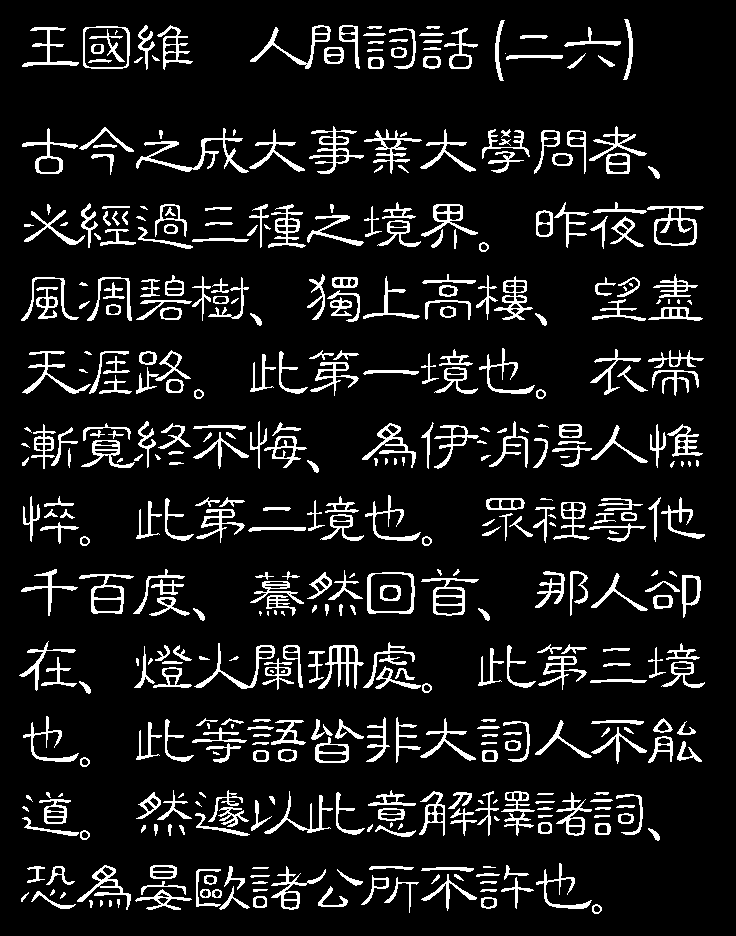 王國維　人間詞話(二六)
古今之成大事業大學問者、
必經過三種之境界。昨夜西
風凋碧樹、獨上高樓、望盡
天涯路。此第一境也。衣帶
漸寬終不悔、為伊消得人憔
悴。此第二境也。眾裡尋他
千百度、驀然回首、那人卻
在、燈火闌珊處。此第三境
也。此等語皆非大詞人不能
道。然遽以此意解釋諸詞、
恐為晏歐諸公所不許也。